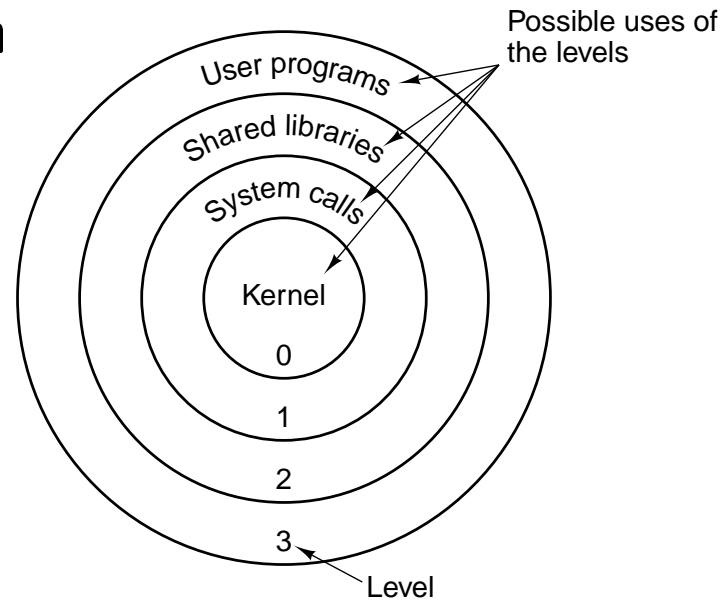 Possible uses of
the levels
User programs
Shared libraries
System calls
Kernel
0
1
2
3
Level